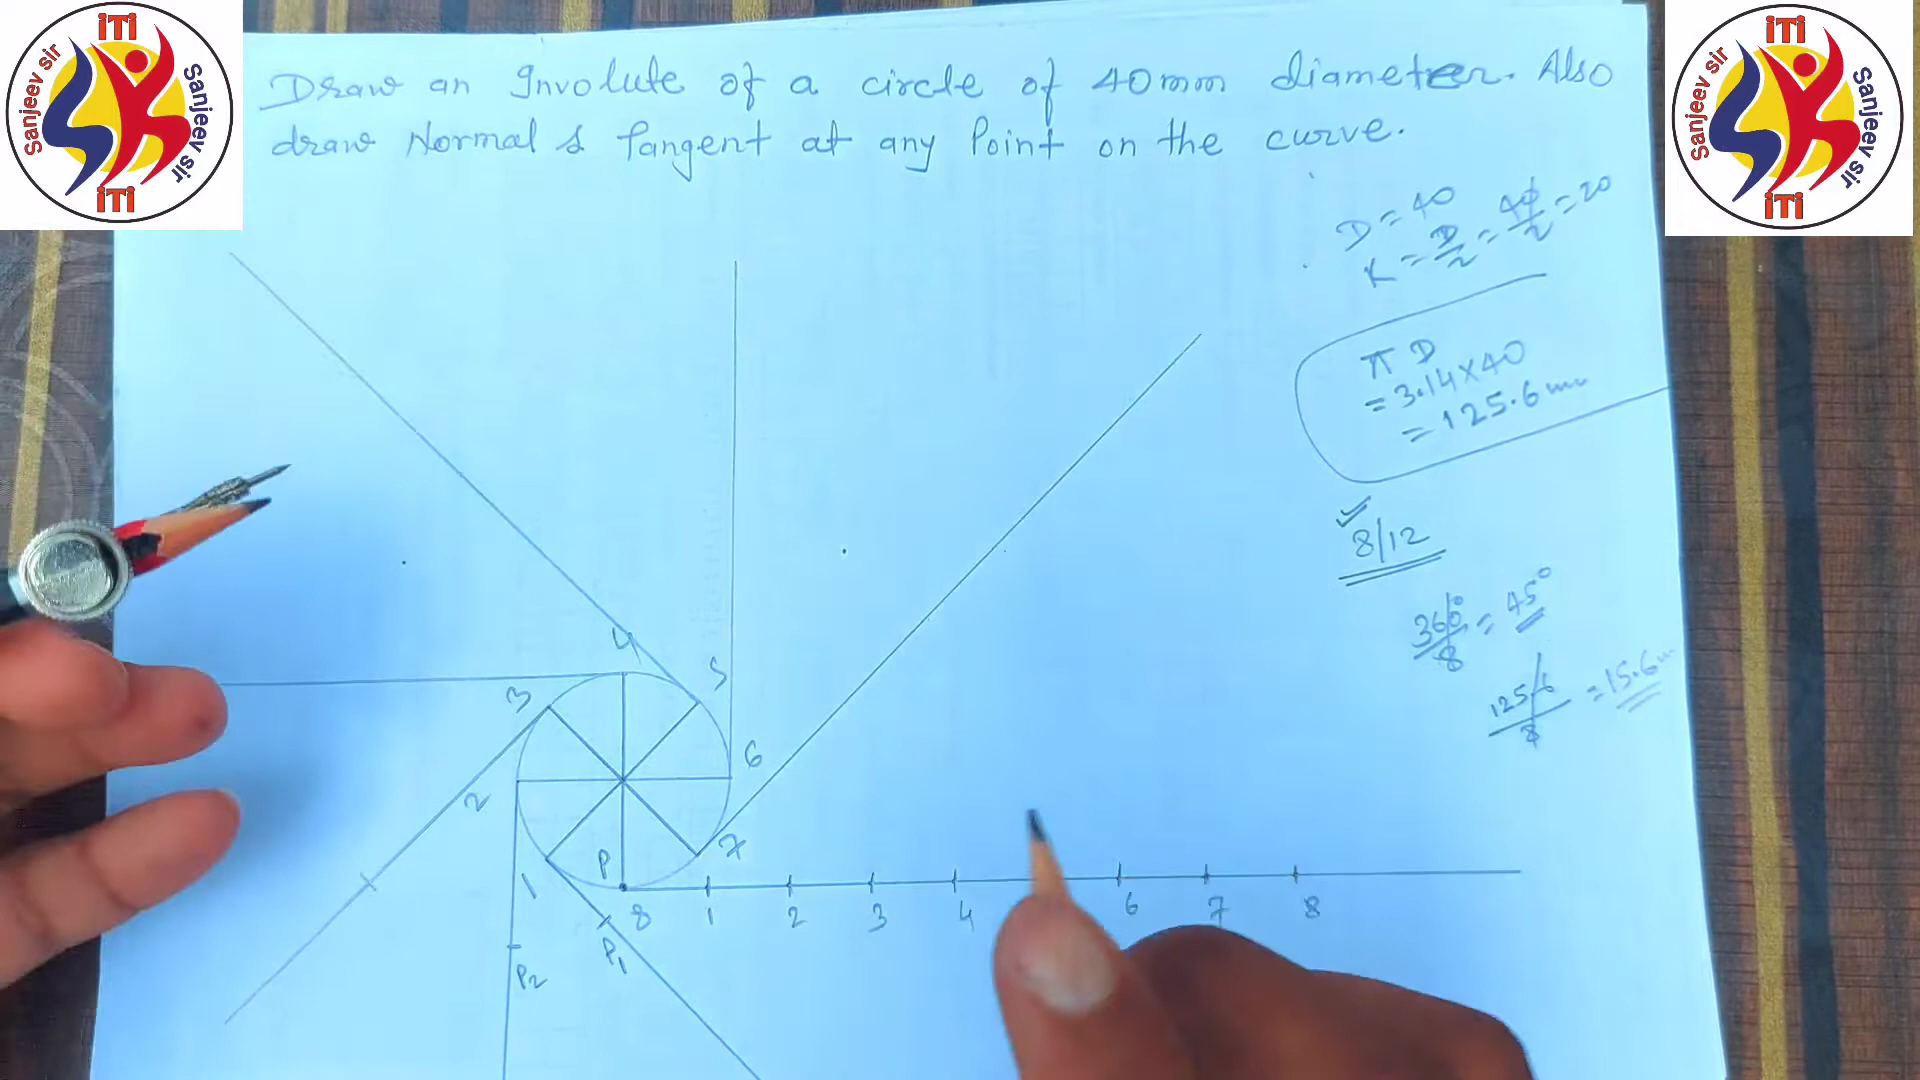 Sanjeev sir
iTi
Sanjeev sir
iTi
Sanjeev sir
iTi
Sanjeev sir
iTi
Draw an Involute of a circle of 40mm diameter. Also
draw Normal & Tangent at any Point on the curve.
D = 40
R = D/2 = 40/2 = 20
π D
= 3.14×40
= 125.6 mm
8/12
360°/8 = 45°
125.6/8 = 15.6
4
5
3
6
2
7
P
1
8 1 2 3 4 6 7 8
P1
P2